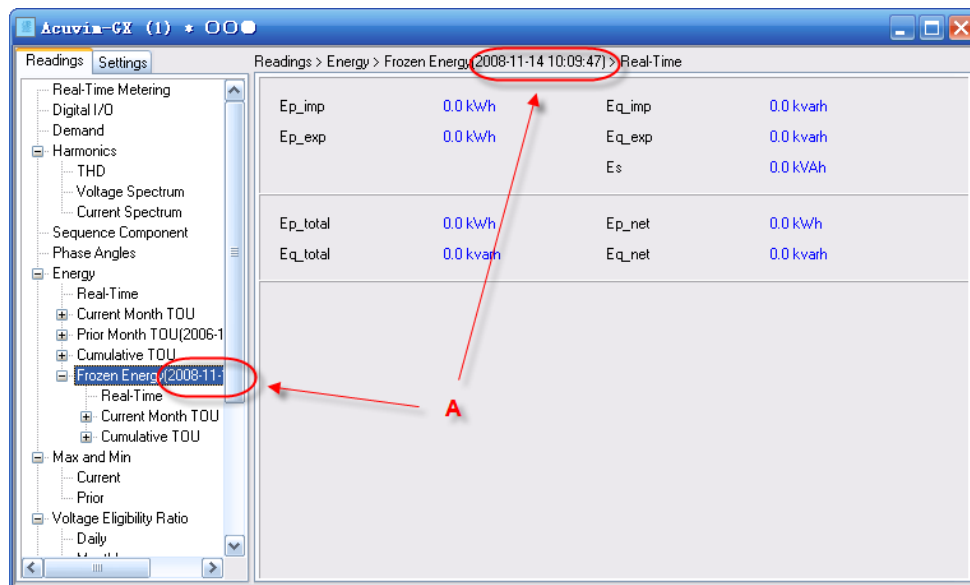 Acuvim-GX (1) * ○○●
Readings Settings
Readings > Energy > Frozen Energy(2008-11-14 10:09:47) > Real-Time
Real-Time Metering
Digital I/O
Demand
Harmonics
THD
Voltage Spectrum
Current Spectrum
Sequence Component
Phase Angles
Energy
Real-Time
Current Month TOU
Prior Month TOU(2006-1
Cumulative TOU
Frozen Energy(2008-11-
Real-Time
Current Month TOU
Cumulative TOU
Max and Min
Current
Prior
Voltage Eligibility Ratio
Daily
Ep_imp 0.0 kWh Eq_imp 0.0 kvarh
Ep_exp 0.0 kWh Eq_exp 0.0 kvarh
Es 0.0 kVAh
Ep_total 0.0 kWh Ep_net 0.0 kWh
Eq_total 0.0 kvarh Eq_net 0.0 kvarh
A